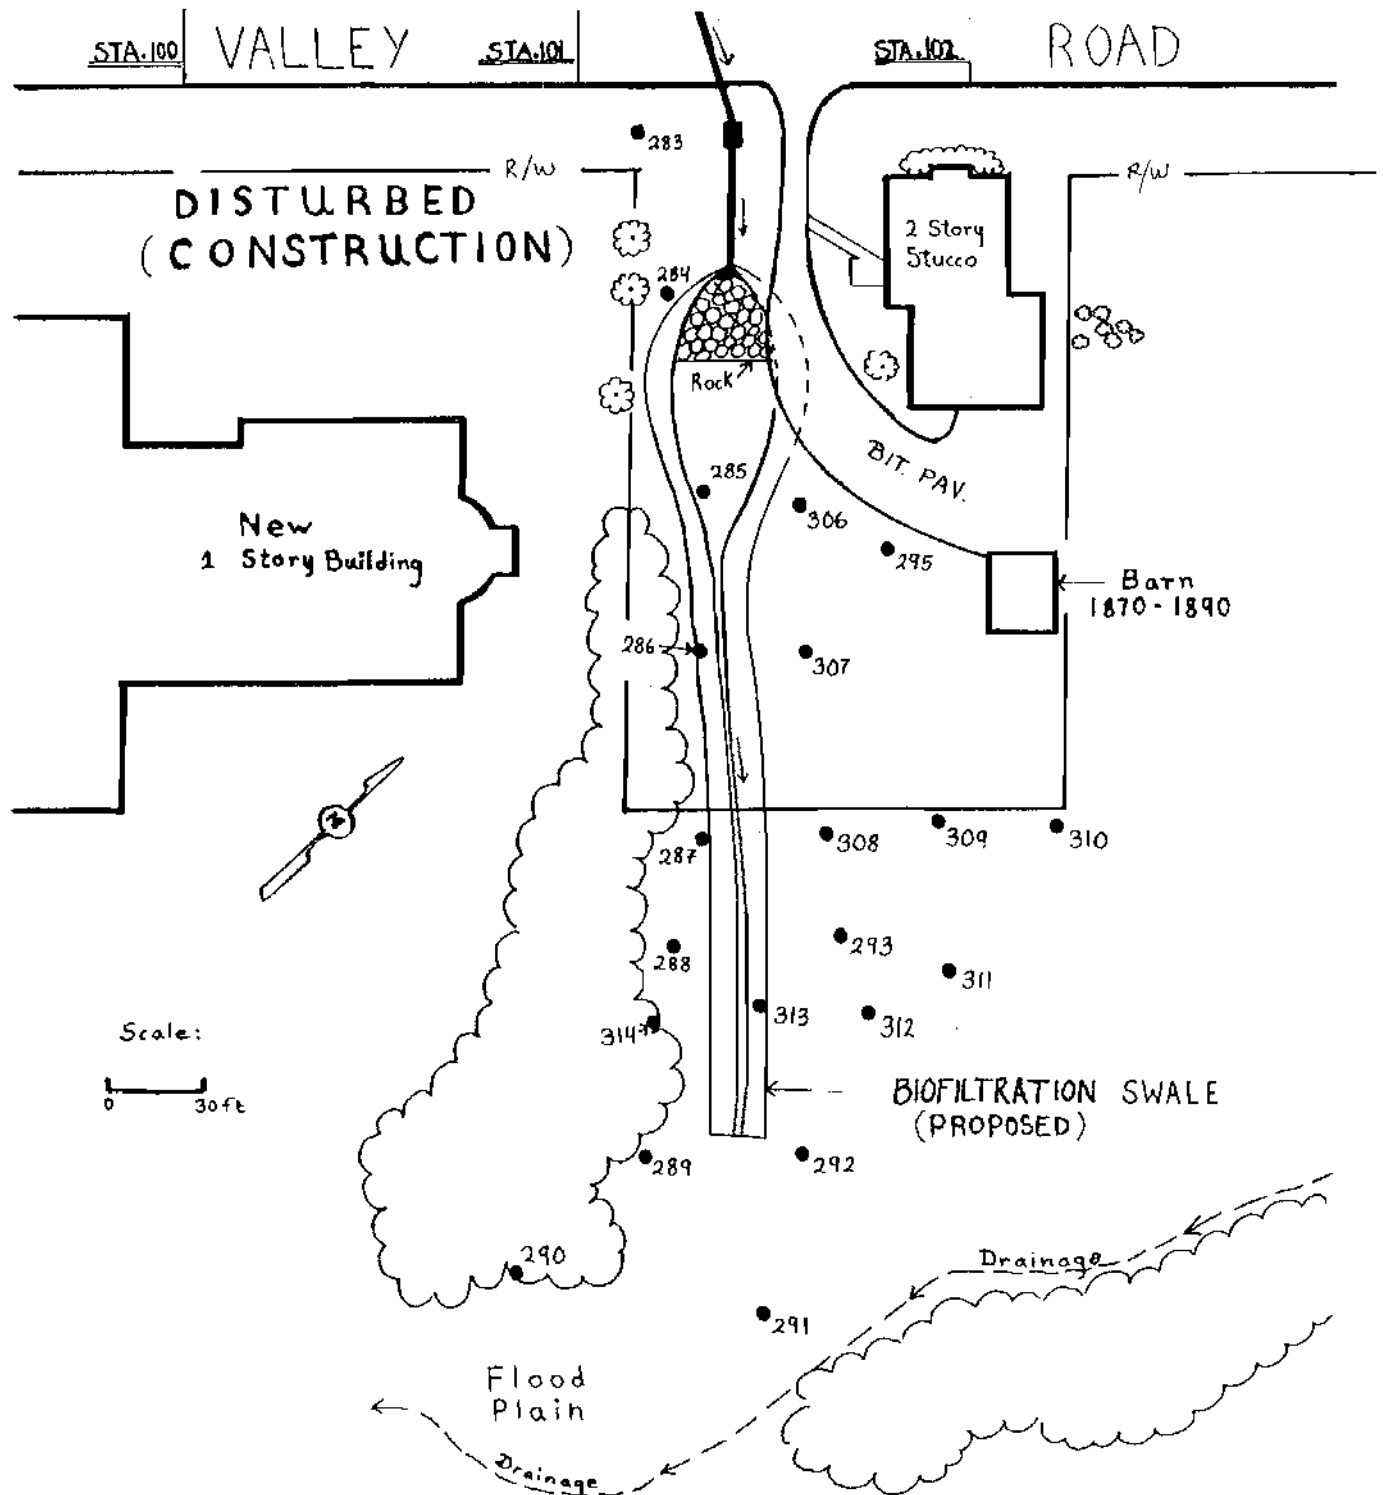 STA.100
VALLEY
STA.101
STA.102
ROAD
283
R/W
R/W
DISTURBED
(CONSTRUCTION)
2 Story
Stucco
284
Rock
BIT. PAV.
285
306
295
New
1 Story Building
Barn
1870-1890
286
307
N
287
308
309
310
288
293
311
314
313
312
Scale:
0 30ft
BIOFILTRATION SWALE
(PROPOSED)
289
292
290
Drainage
291
Flood
Plain
Drainage